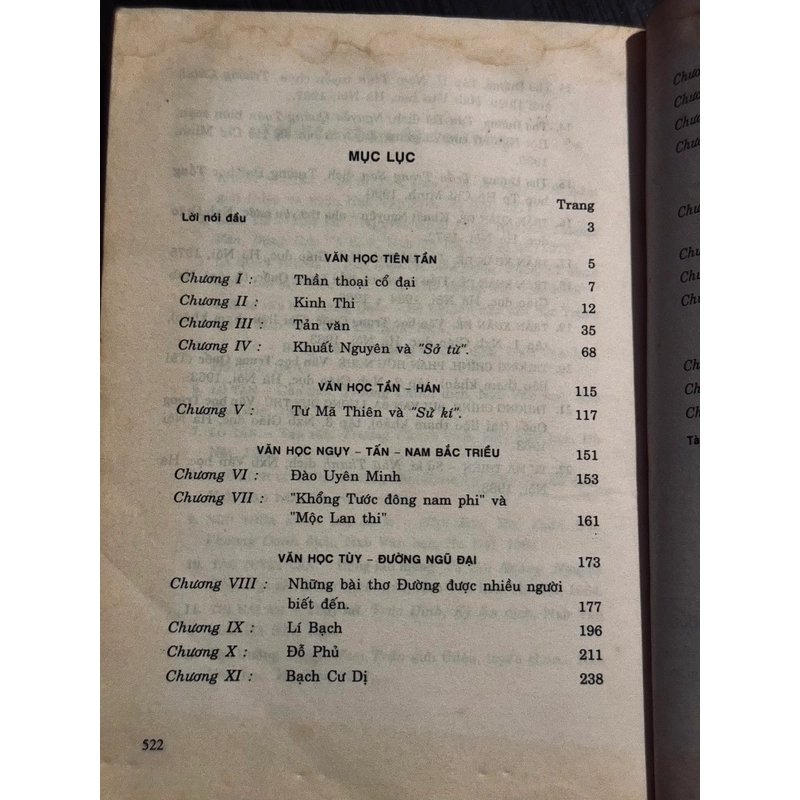 MỤC LỤC
Trang
Lời nói đầu 3
VĂN HỌC TIÊN TẦN 5
Chương I : Thần thoại cổ đại 7
Chương II : Kinh Thi 12
Chương III : Tản văn 35
Chương IV : Khuất Nguyên và "Sở từ". 68
VĂN HỌC TẦN - HÁN 115
Chương V : Tư Mã Thiên và "Sử kí". 117
VĂN HỌC NGỤY - TẤN - NAM BẮC TRIỀU 151
Chương VI : Đào Uyên Minh 153
Chương VII : "Khổng Tước đông nam phi" và
"Mộc Lan thi" 161
VĂN HỌC TÙY - ĐƯỜNG NGŨ ĐẠI 173
Chương VIII : Những bài thơ Đường được nhiều người
biết đến. 177
Chương IX : Lí Bạch 196
Chương X : Đỗ Phủ 211
Chương XI : Bạch Cư Dị 238
522